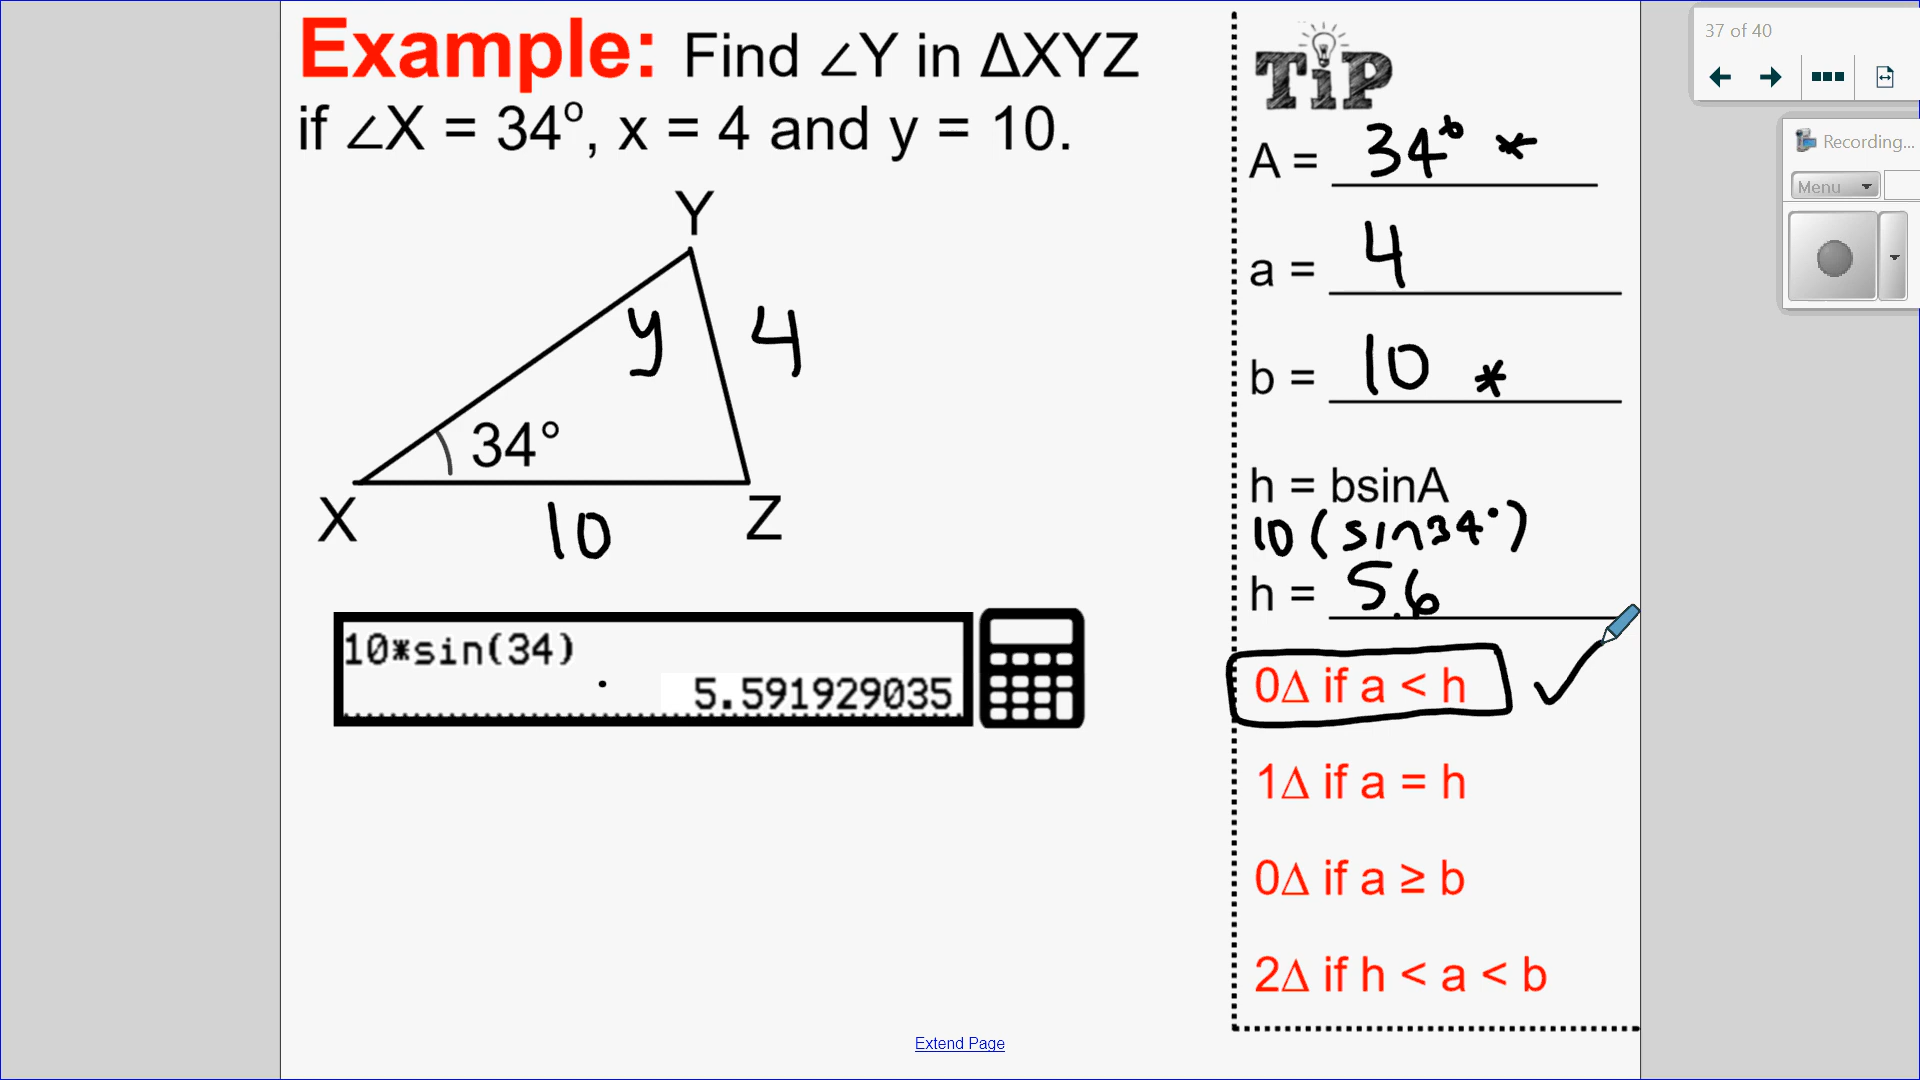 Example: Find ∠Y in ΔXYZ
if ∠X = 34°, x = 4 and y = 10.
Y
y
4
34°
X
10
Z
10*sin(34)
5.591929035
TiP
A = 34° *
a = 4
b = 10 *
h = bsinA
10 (sin34°)
h = 5.6
0Δ if a < h
1Δ if a = h
0Δ if a ≥ b
2Δ if h < a < b
Extend Page
37 of 40
Recording...
Menu